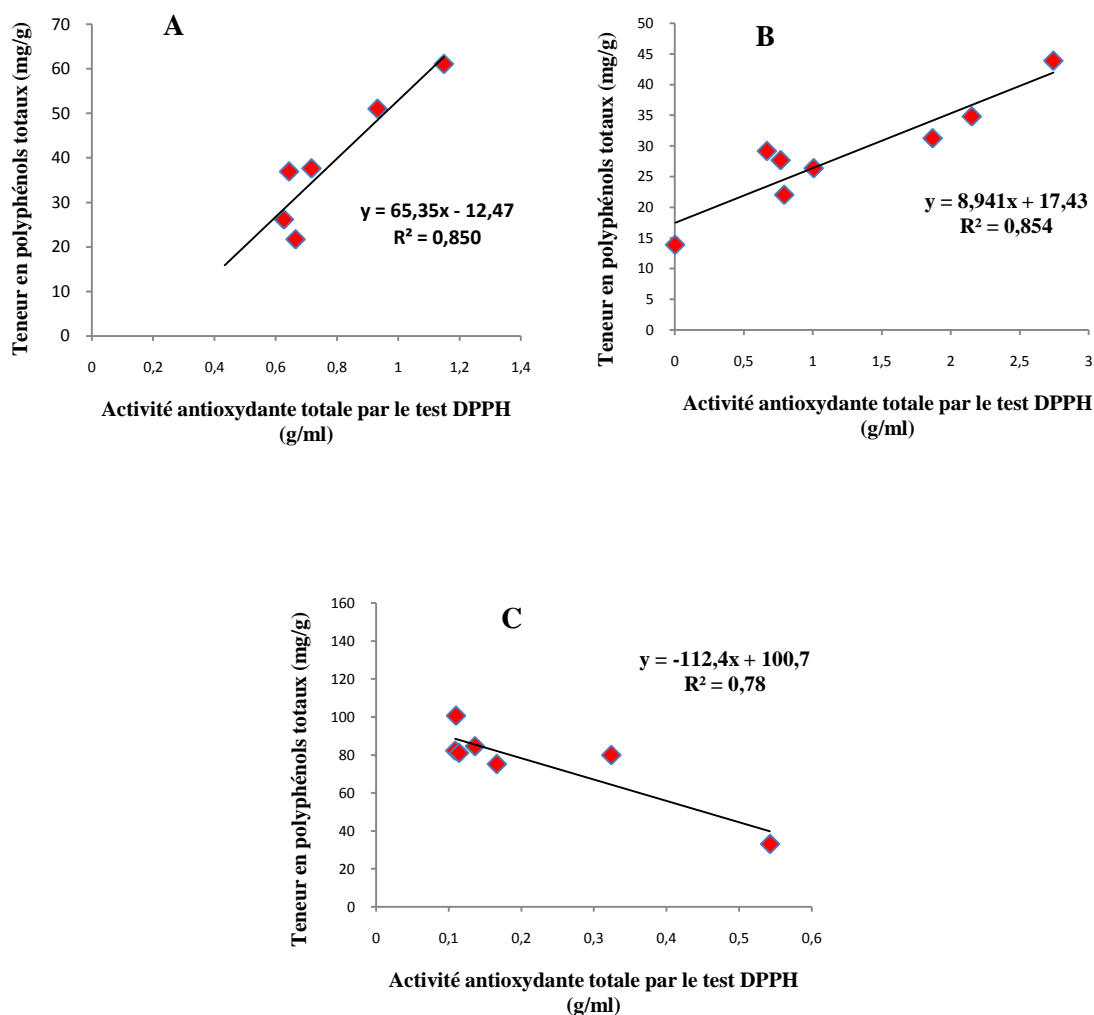 A
Teneur en polyphénols totaux (mg/g)
70
60
50
40
30
20
10
0
y = 65,35x - 12,47
R² = 0,850
0 0,2 0,4 0,6 0,8 1 1,2 1,4
Activité antioxydante totale par le test DPPH
(g/ml)
B
Teneur en polyphénols totaux (mg/g)
50
45
40
35
30
25
20
15
10
5
0
y = 8,941x + 17,43
R² = 0,854
0 0,5 1 1,5 2 2,5 3
Activité antioxydante totale par le test DPPH
(g/ml)
C
Teneur en polyphénols totaux (mg/g)
160
140
120
100
80
60
40
20
0
y = -112,4x + 100,7
R² = 0,78
0 0,1 0,2 0,3 0,4 0,5 0,6
Activité antioxydante totale par le test DPPH
(g/ml)